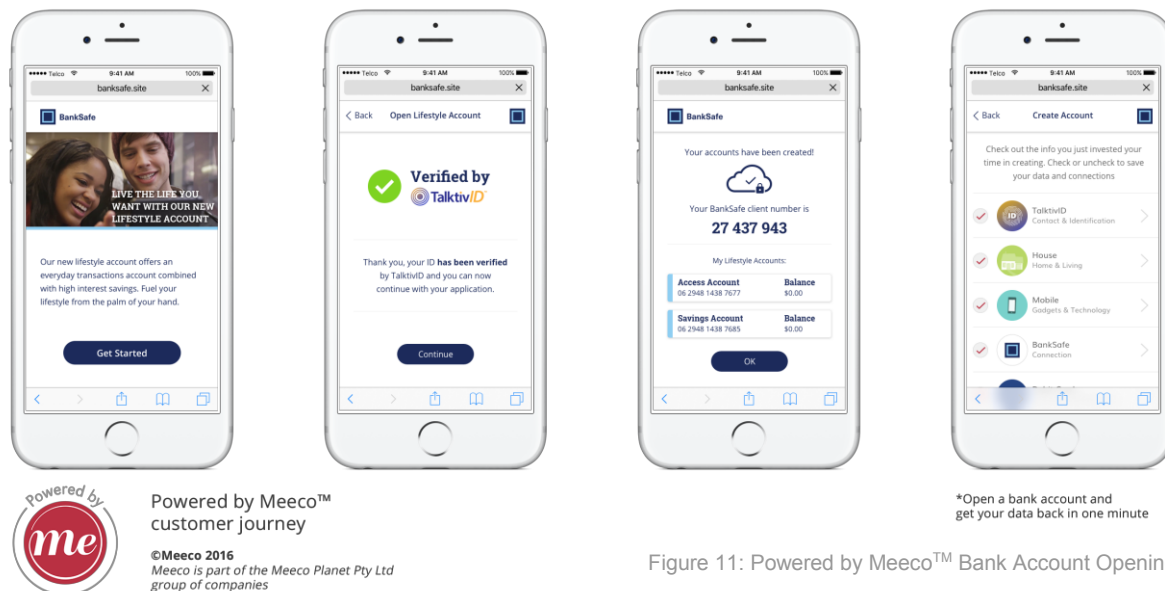 Telco 9:41 AM 100%
banksafe.site
BankSafe
LIVE THE LIFE YOU
WANT WITH OUR NEW
LIFESTYLE ACCOUNT
Our new lifestyle account offers an
everyday transactions account combined
with high interest savings. Fuel your
lifestyle from the palm of your hand.
Get Started
Telco 9:41 AM 100%
banksafe.site
Back Open Lifestyle Account
Verified by
TalktivID
Thank you, your ID has been verified
by TalktivID and you can now
continue with your application.
Continue
Telco 9:41 AM 100%
banksafe.site
BankSafe
Your accounts have been created!
Your BankSafe client number is
27 437 943
My Lifestyle Accounts:
Access Account Balance
06 2948 1438 7677 $0.00
Savings Account Balance
06 2948 1438 7685 $0.00
OK
Telco 9:41 AM 100%
banksafe.site
Back Create Account
Check out the info you just invested your
time in creating. Check or uncheck to save
your data and connections
ID
TalktivID
Contact & Identification
House
Home & Living
Mobile
Gadgets & Technology
BankSafe
Connection
Powered by
me
Powered by Meeco™
customer journey
©Meeco 2016
Meeco is part of the Meeco Planet Pty Ltd
group of companies
*Open a bank account and
get your data back in one minute
Figure 11: Powered by Meeco™ Bank Account Openin